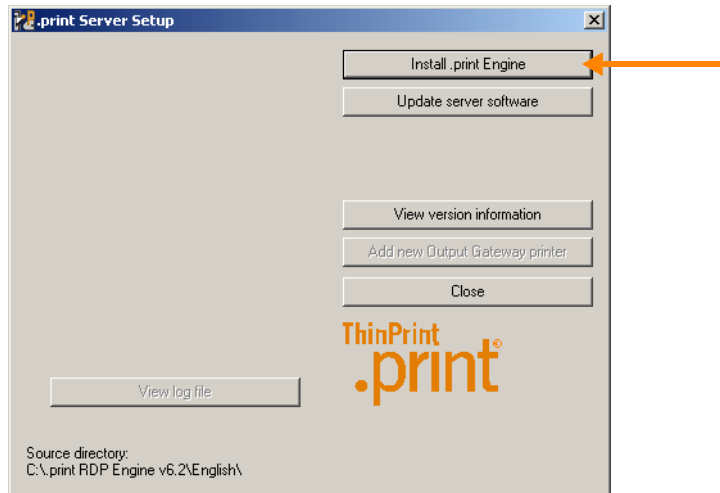 .print Server Setup
Install .print Engine
Update server software
View version information
Add new Output Gateway printer
Close
ThinPrint
.print©
View log file
Source directory:
C:\.print RDP Engine v6.2\English\